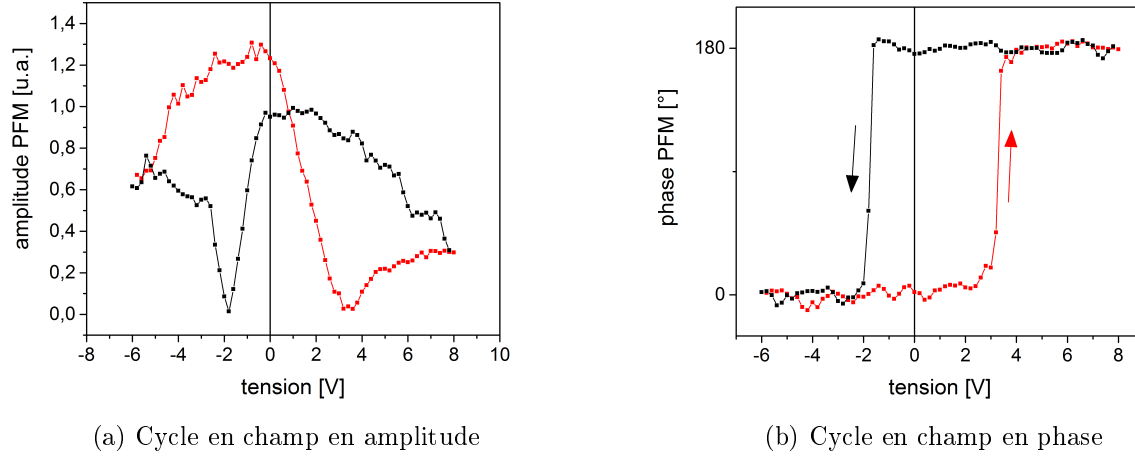 amplitude PFM [u.a.]
1,4
1,2
1,0
0,8
0,6
0,4
0,2
0,0
-8 -6 -4 -2 0 2 4 6 8 10
tension [V]
(a) Cycle en champ en amplitude
phase PFM [°]
180
0
-6 -4 -2 0 2 4 6 8
tension [V]
(b) Cycle en champ en phase